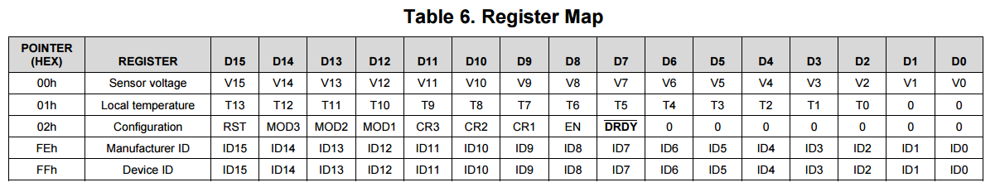 Table 6. Register Map
POINTER (HEX) REGISTER D15 D14 D13 D12 D11 D10 D9 D8 D7 D6 D5 D4 D3 D2 D1 D0
00h Sensor voltage V15 V14 V13 V12 V11 V10 V9 V8 V7 V6 V5 V4 V3 V2 V1 V0
01h Local temperature T13 T12 T11 T10 T9 T8 T7 T6 T5 T4 T3 T2 T1 T0 0 0
02h Configuration RST MOD3 MOD2 MOD1 CR3 CR2 CR1 EN DRDY 0 0 0 0 0 0 0
FEh Manufacturer ID ID15 ID14 ID13 ID12 ID11 ID10 ID9 ID8 ID7 ID6 ID5 ID4 ID3 ID2 ID1 ID0
FFh Device ID ID15 ID14 ID13 ID12 ID11 ID10 ID9 ID8 ID7 ID6 ID5 ID4 ID3 ID2 ID1 ID0